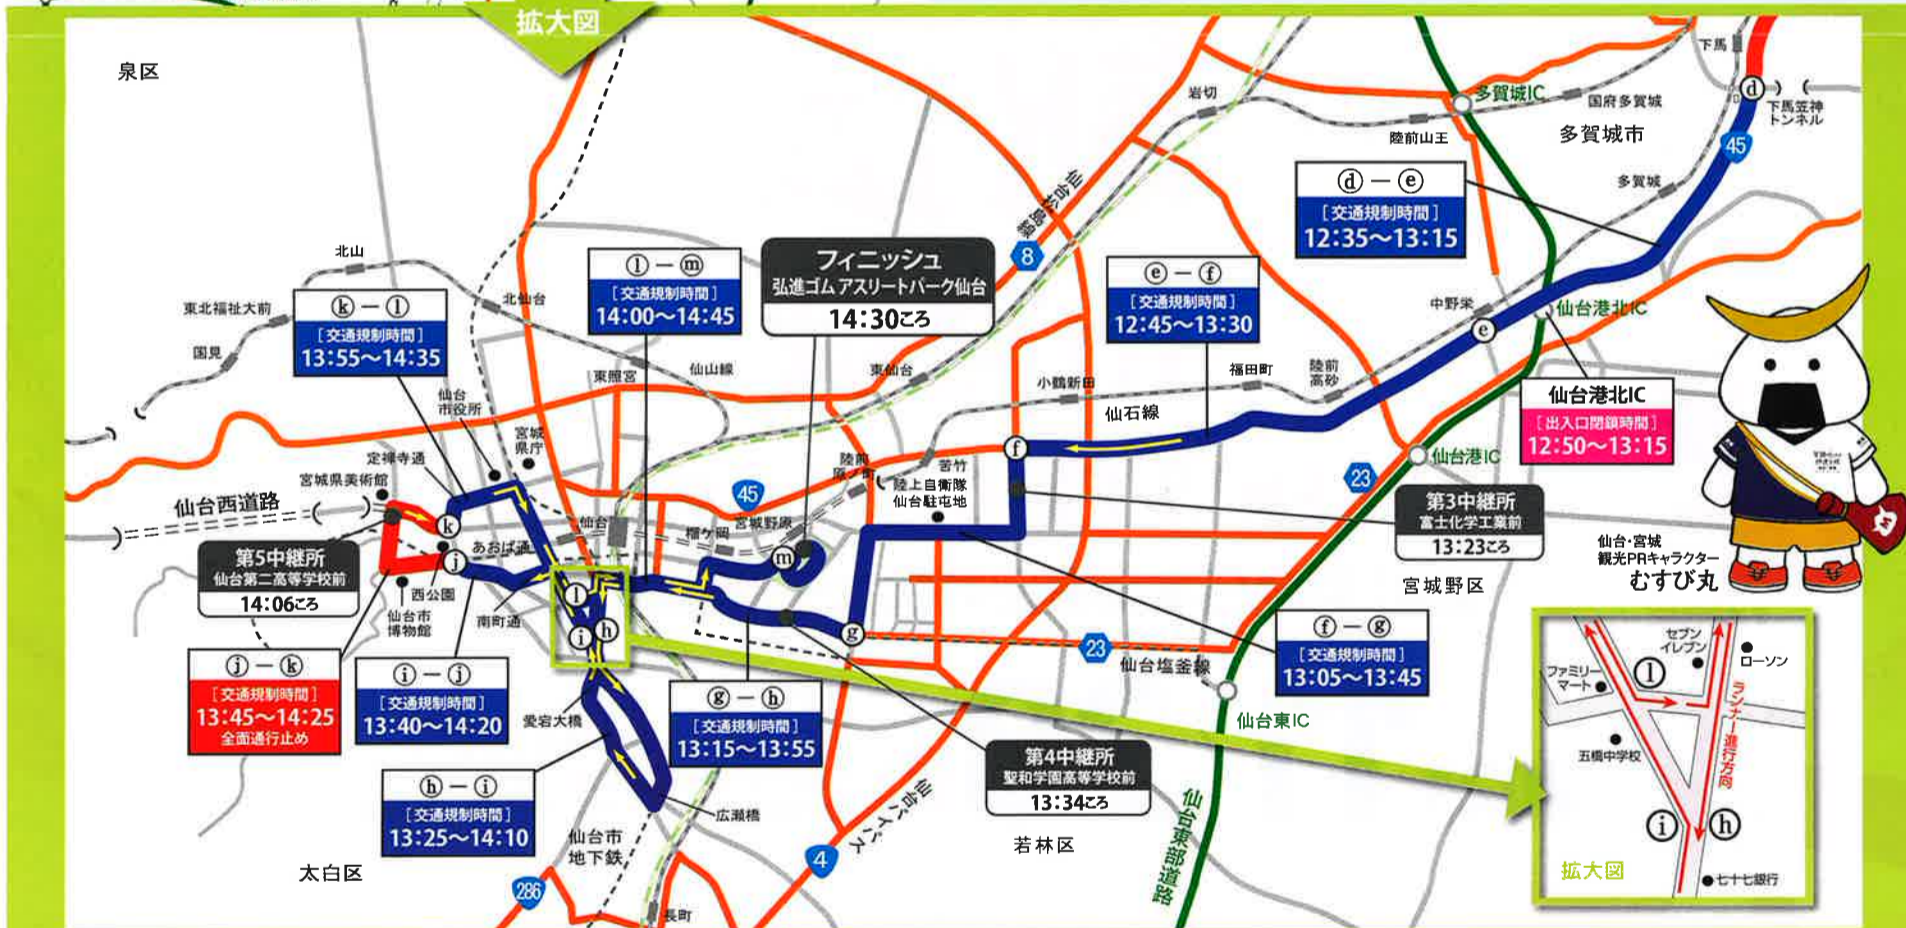 拡大図
泉区
下馬
ⓓ
下馬笠神
トンネル
岩切
多賀城IC
国府多賀城
陸前山王
多賀城市
45
多賀城
ⓓ ー ⓔ
[交通規制時間]
12:35〜13:15
仙台松島線
8
北山
東北福祉大前
国見
北仙台
ⓚ ー ⓛ
[交通規制時間]
13:55〜14:35
ⓛ ー ⓜ
[交通規制時間]
14:00〜14:45
フィニッシュ
弘進ゴム アスリートパーク仙台
14:30ころ
ⓔ ー ⓕ
[交通規制時間]
12:45〜13:30
中野栄
ⓔ
仙台港北IC
仙台港北IC
[出入口閉鎖時間]
12:50〜13:15
東照宮
仙山線
東仙台
小鶴新田
福田町
陸前
高砂
仙石線
仙台
市役所
宮城
県庁
定禅寺通
宮城県美術館
仙台西道路
ⓚ
ⓙ
あおば通
仙台
45
榴ケ岡
宮城野原
陸前
原ノ町
苦竹
陸上自衛隊
仙台駐屯地
ⓕ
ⓜ
仙台港IC
23
第3中継所
富士化学工業前
13:23ころ
仙台・宮城
観光PRキャラクター
むすび丸
宮城野区
第5中継所
仙台第二高等学校前
14:06ころ
西公園
仙台市
博物館
南町通
ⓛ
ⓘ
ⓗ
ⓖ
23
仙台塩釜線
ⓕ ー ⓖ
[交通規制時間]
13:05〜13:45
ⓙ ー ⓚ
[交通規制時間]
13:45〜14:25
全面通行止め
ⓘ ー ⓙ
[交通規制時間]
13:40〜14:20
愛宕大橋
ⓖ ー ⓗ
[交通規制時間]
13:15〜13:55
仙台東IC
第4中継所
聖和学園高等学校前
13:34ころ
ⓗ ー ⓘ
[交通規制時間]
13:25〜14:10
広瀬橋
仙台市
地下鉄
仙台バイパス
4
若林区
仙台東部道路
太白区
286
長町
セブン
イレブン
ローソン
ファミリー
マート
ⓛ
ランナー進行方向
五橋中学校
ⓘ
ⓗ
拡大図
七十七銀行